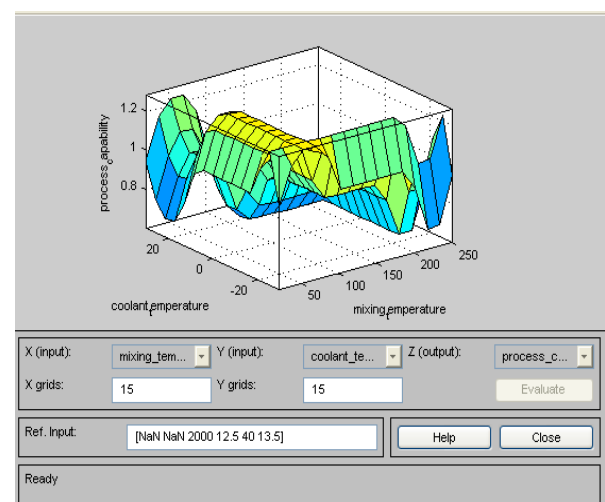 1.2
1
0.8
process_capability
20
0
-20
coolant_temperature
50
100
150
200
250
mixing_temperature
X (input): mixing_tem... Y (input): coolant_te... Z (output): process_c...
X grids: 15 Y grids: 15 Evaluate
Ref. Input: [NaN NaN 2000 12.5 40 13.5] Help Close
Ready